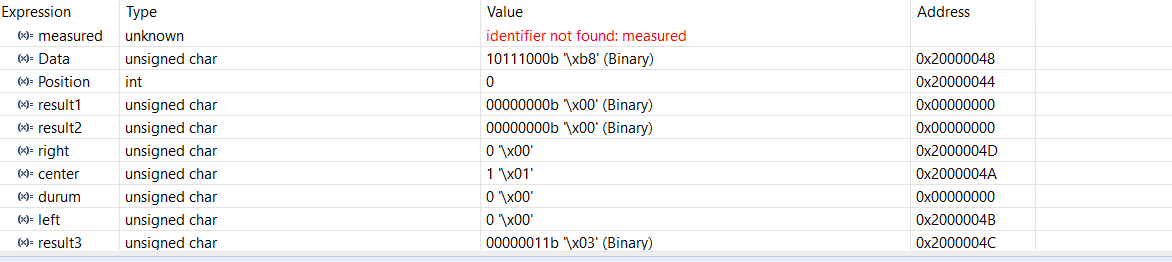 Expression Type Value Address
(x)= measured unknown identifier not found: measured
(x)= Data unsigned char 10111000b '\xb8' (Binary) 0x20000048
(x)= Position int 0 0x20000044
(x)= result1 unsigned char 00000000b '\x00' (Binary) 0x00000000
(x)= result2 unsigned char 00000000b '\x00' (Binary) 0x00000000
(x)= right unsigned char 0 '\x00' 0x2000004D
(x)= center unsigned char 1 '\x01' 0x2000004A
(x)= durum unsigned char 0 '\x00' 0x00000000
(x)= left unsigned char 0 '\x00' 0x2000004B
(x)= result3 unsigned char 00000011b '\x03' (Binary) 0x2000004C